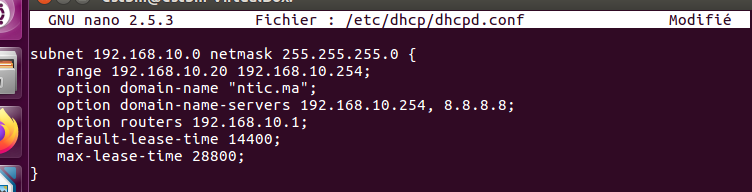 GNU nano 2.5.3 Fichier : /etc/dhcp/dhcpd.conf Modifié
subnet 192.168.10.0 netmask 255.255.255.0 {
range 192.168.10.20 192.168.10.254;
option domain-name "ntic.ma";
option domain-name-servers 192.168.10.254, 8.8.8.8;
option routers 192.168.10.1;
default-lease-time 14400;
max-lease-time 28800;
}